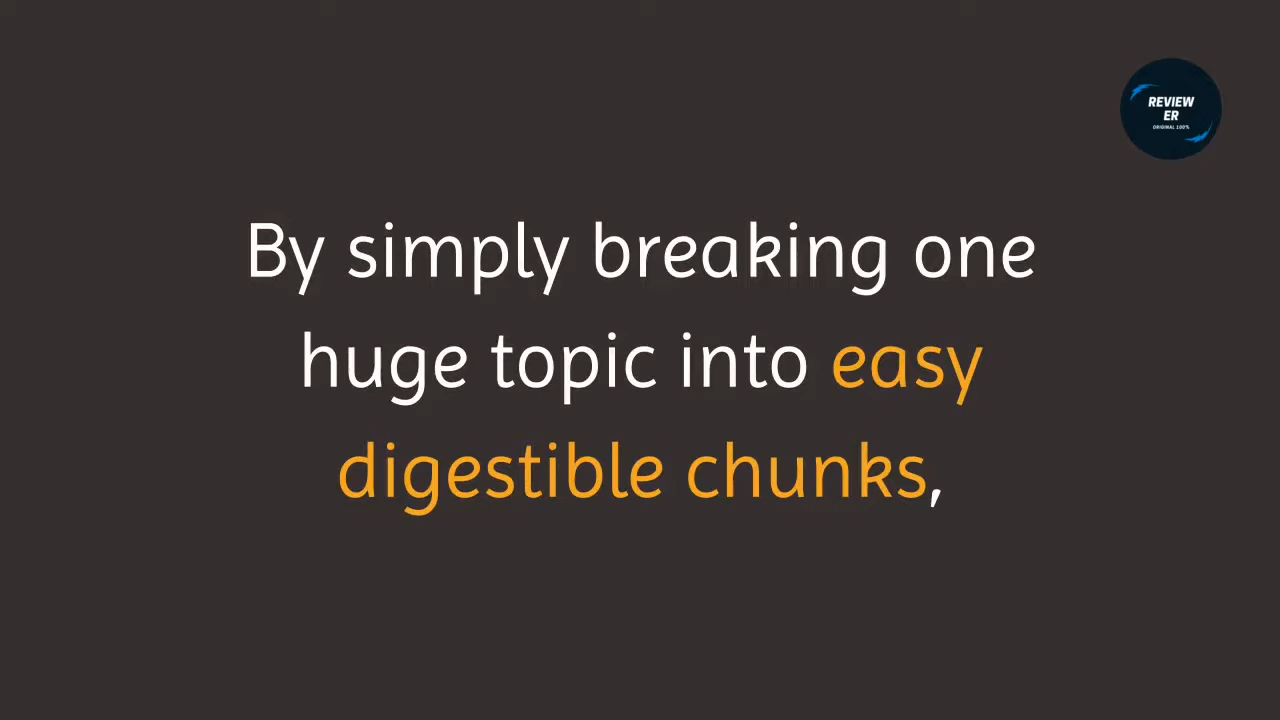 REVIEW
ER
ORIGINAL 100%
By simply breaking one
huge topic into easy
digestible chunks,